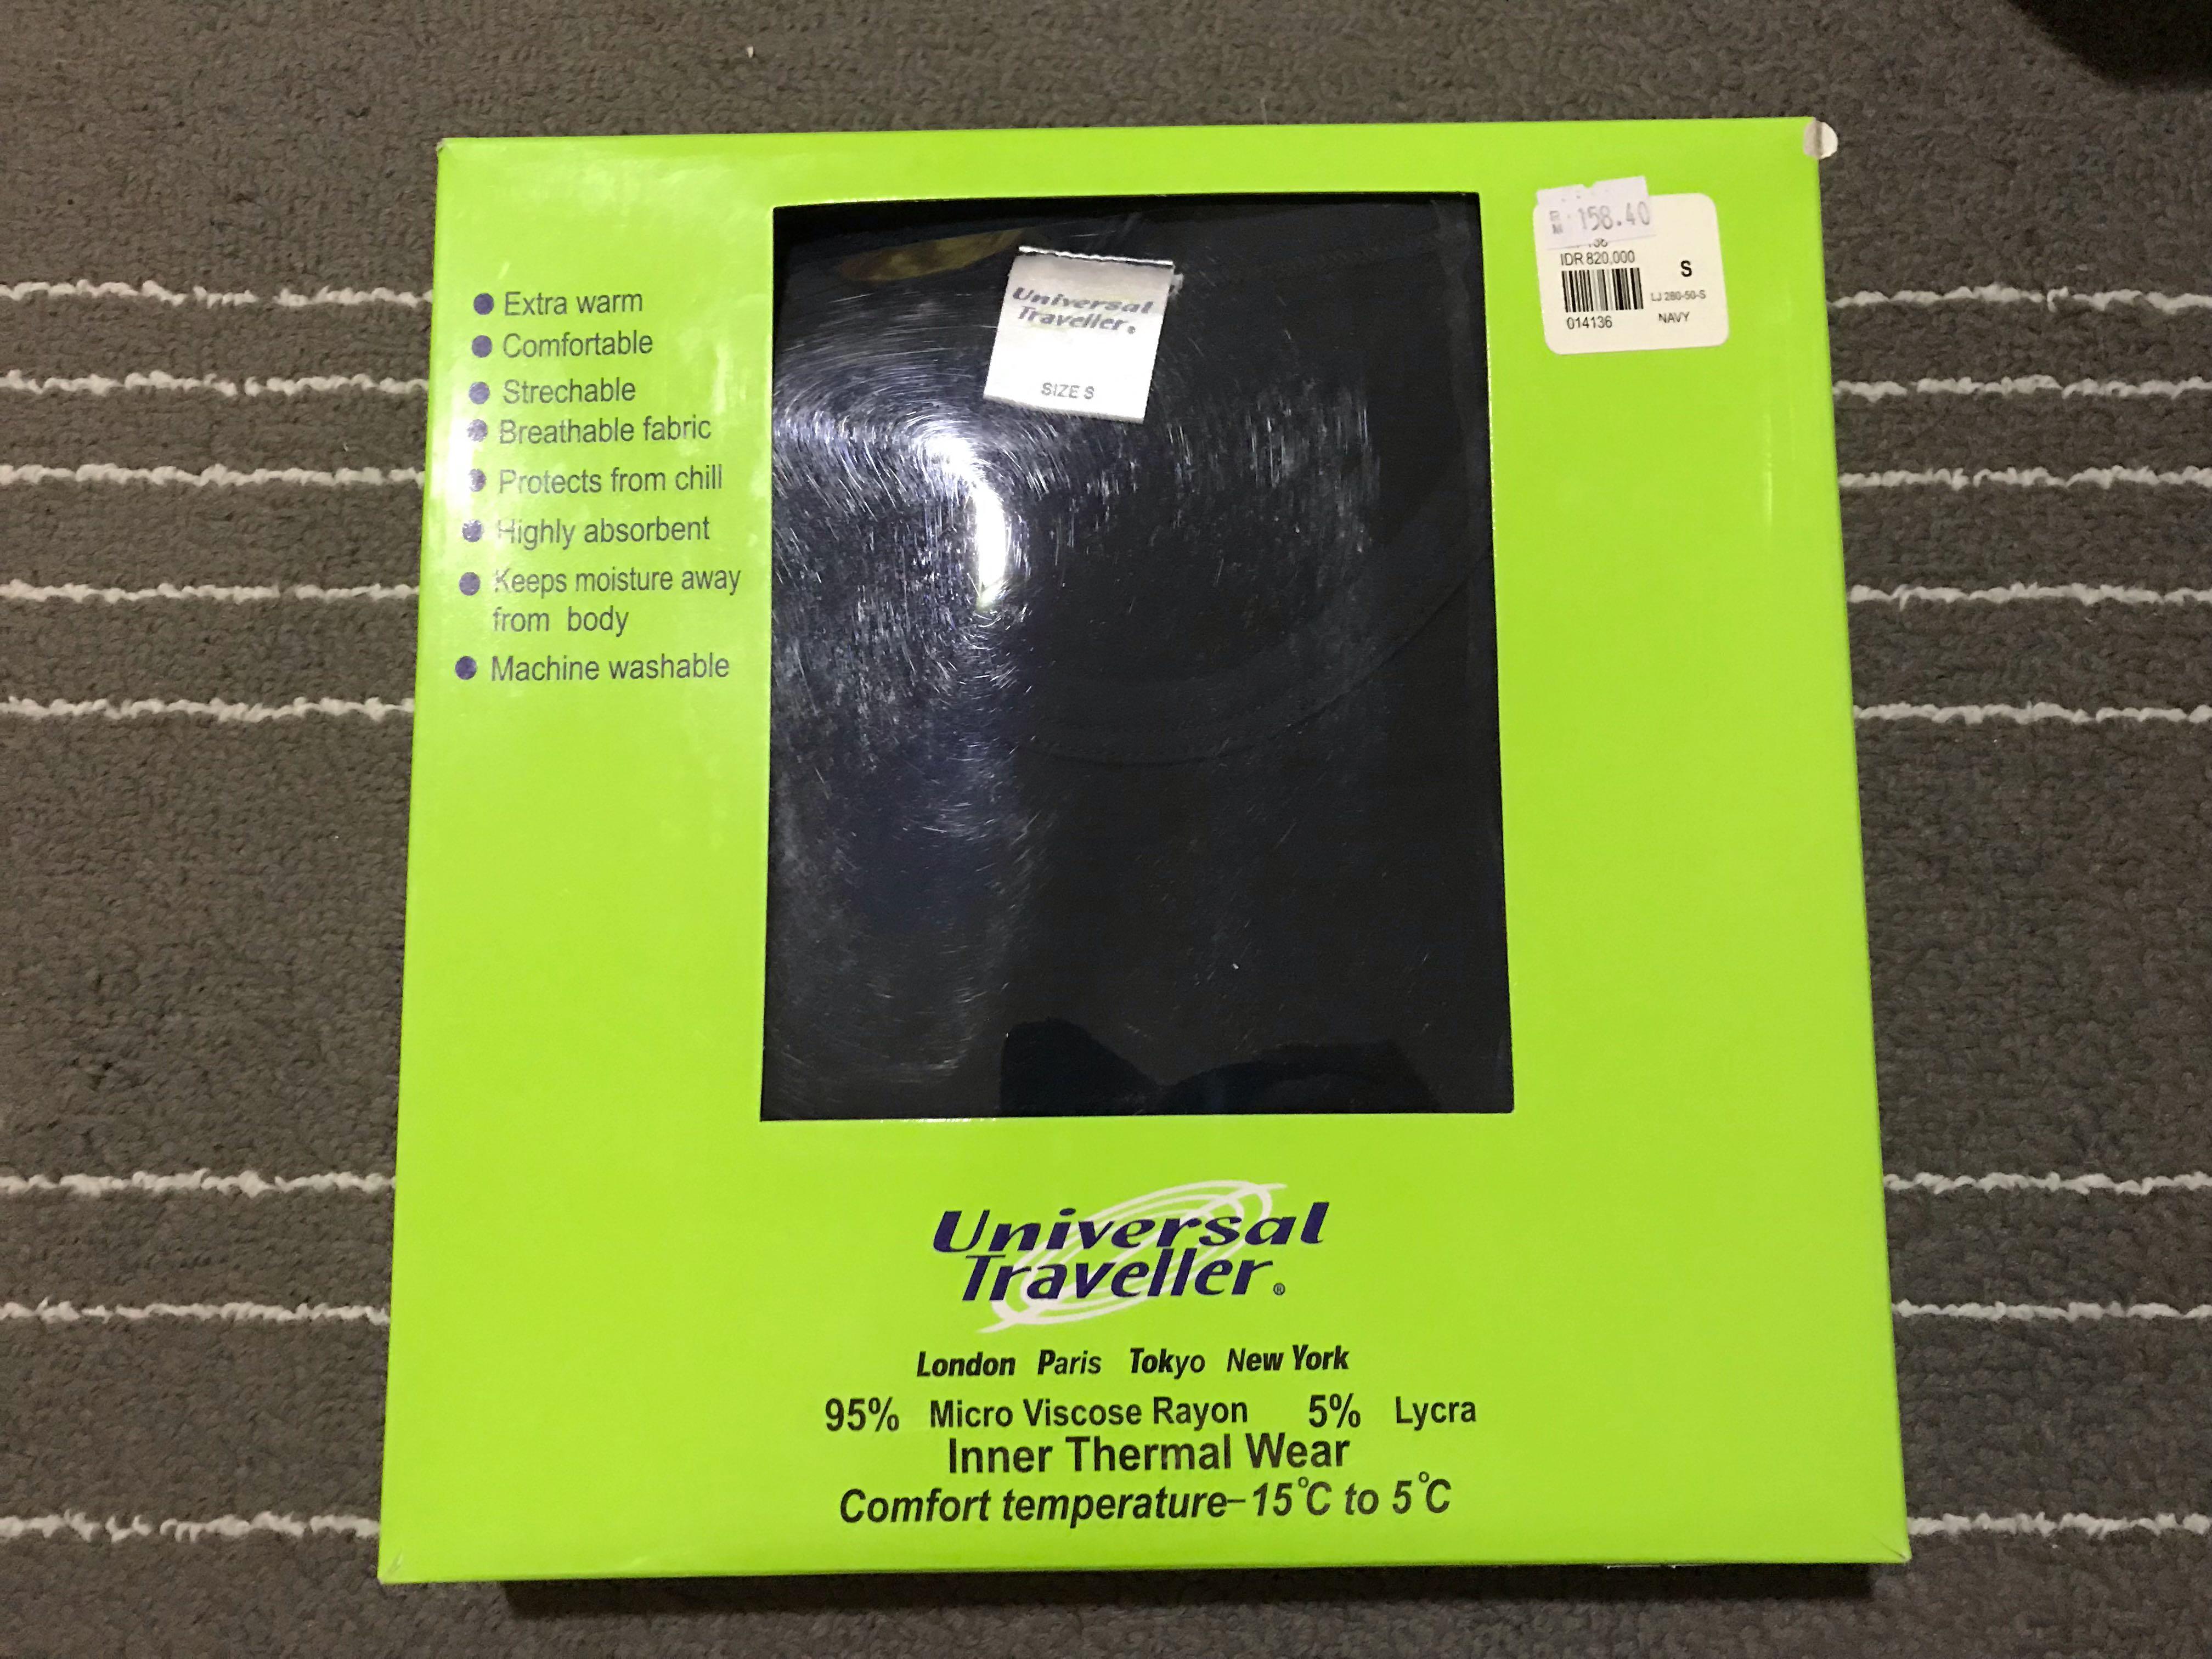 Extra warm
Comfortable
Strechable
Breathable fabric
Protects from chill
Highly absorbent
Keeps moisture away
from body
Machine washable
Universal
Traveller®
SIZE S
RM 158.40
IDR 820,000
S
LJ 280-50-S
014136 NAVY
Universal
Traveller®
London Paris Tokyo New York
95% Micro Viscose Rayon 5% Lycra
Inner Thermal Wear
Comfort temperature-15°C to 5°C